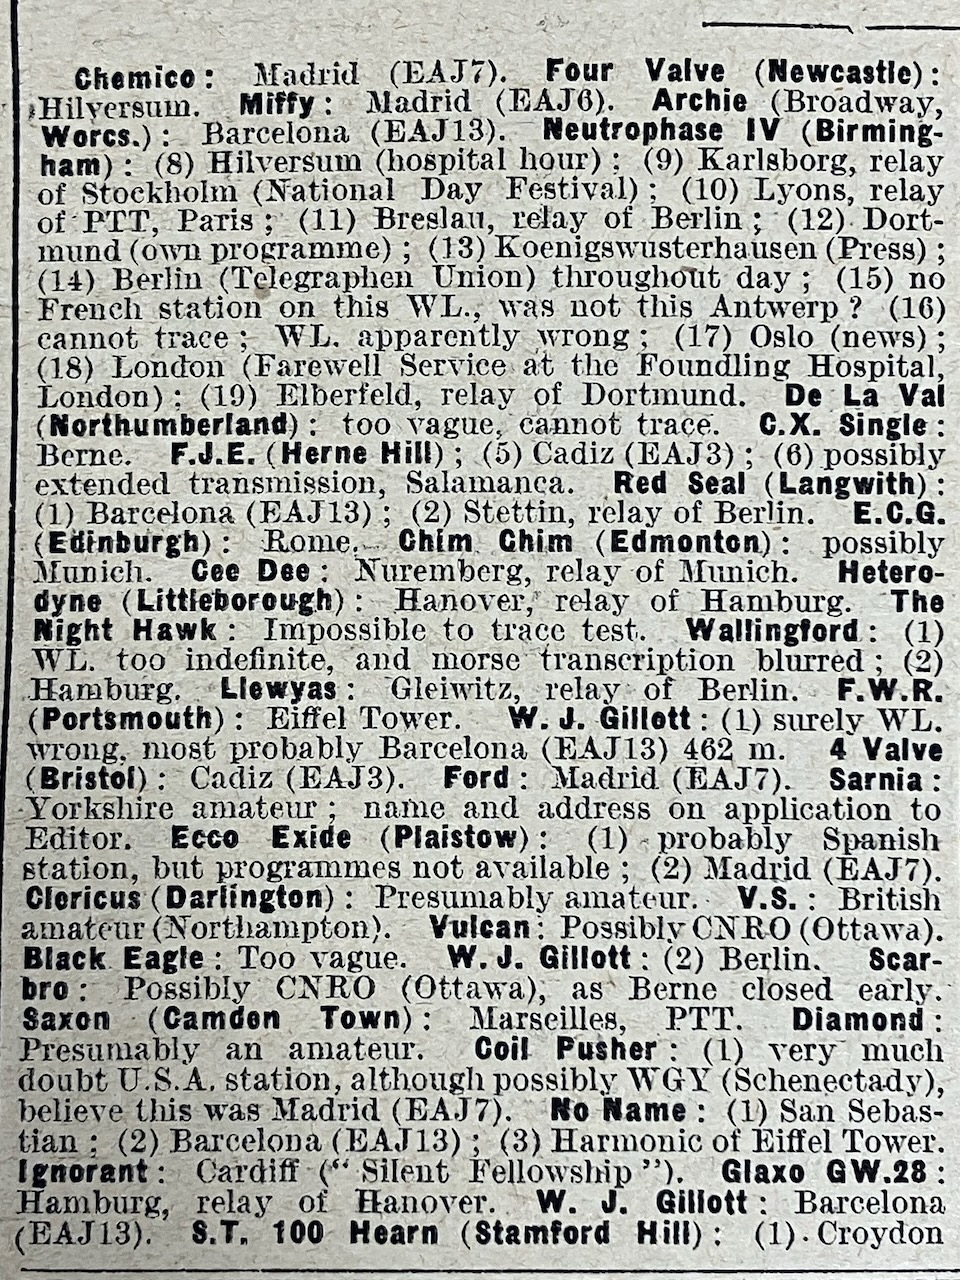 Chemico: Madrid (EAJ7). Four Valve (Newcastle):
Hilversum. Miffy: Madrid (EAJ6). Archie (Broadway,
Worcs.): Barcelona (EAJ13). Neutrophase IV (Birming-
ham): (8) Hilversum (hospital hour); (9) Karlsborg, relay
of Stockholm (National Day Festival); (10) Lyons, relay
of PTT, Paris; (11) Breslau, relay of Berlin; (12) Dort-
mund (own programme); (13) Koenigswusterhausen (Press);
(14) Berlin (Telegraphen Union) throughout day; (15) no
French station on this WL., was not this Antwerp? (16)
cannot trace; WL. apparently wrong; (17) Oslo (news);
(18) London (Farewell Service at the Foundling Hospital,
London); (19) Elberfeld, relay of Dortmund. De La Val
(Northumberland): too vague, cannot trace. C.X. Single:
Berne. F.J.E. (Herne Hill); (5) Cadiz (EAJ3); (6) possibly
extended transmission, Salamanca. Red Seal (Langwith):
(1) Barcelona (EAJ13); (2) Stettin, relay of Berlin. E.C.G.
(Edinburgh): Rome. Chim Chim (Edmonton): possibly
Munich. Cee Dee: Nuremberg, relay of Munich. Hetero-
dyne (Littleborough): Hanover, relay of Hamburg. The
Night Hawk: Impossible to trace test. Wallingford: (1)
WL. too indefinite, and morse transcription blurred; (2)
Hamburg. Llewyas: Gleiwitz, relay of Berlin. F.W.R.
(Portsmouth): Eiffel Tower. W. J. Gillott: (1) surely WL.
wrong, most probably Barcelona (EAJ13) 462 m. 4 Valve
(Bristol): Cadiz (EAJ3). Ford: Madrid (EAJ7). Sarnia:
Yorkshire amateur; name and address on application to
Editor. Ecco Exide (Plaistow): (1) probably Spanish
station, but programmes not available; (2) Madrid (EAJ7).
Clericus (Darlington): Presumably amateur. V.S.: British
amateur (Northampton). Vulcan: Possibly CNRO (Ottawa).
Black Eagle: Too vague. W. J. Gillott: (2) Berlin. Scar-
bro: Possibly CNRO (Ottawa), as Berne closed early.
Saxon (Camden Town): Marseilles, PTT. Diamond:
Presumably an amateur. Coil Pusher: (1) very much
doubt U.S.A. station, although possibly WGY (Schenectady),
believe this was Madrid (EAJ7). No Name: (1) San Sebas-
tian; (2) Barcelona (EAJ13); (3) Harmonic of Eiffel Tower.
Ignorant: Cardiff (" Silent Fellowship "). Glaxo GW.28:
Hamburg, relay of Hanover. W. J. Gillott: Barcelona
(EAJ13). S.T. 100 Hearn (Stamford Hill): (1) Croydon